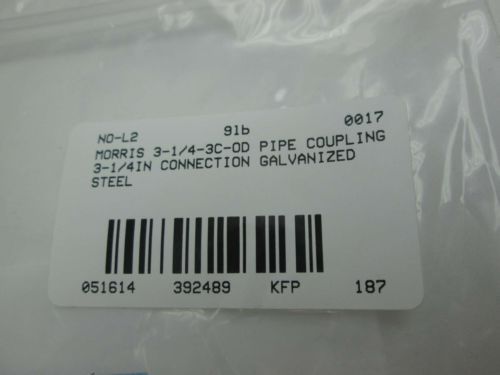 NO-L2 9lb 0017
MORRIS 3-1/4-3C-OD PIPE COUPLING
3-1/4IN CONNECTION GALVANIZED
STEEL
051614 392489 KFP 187